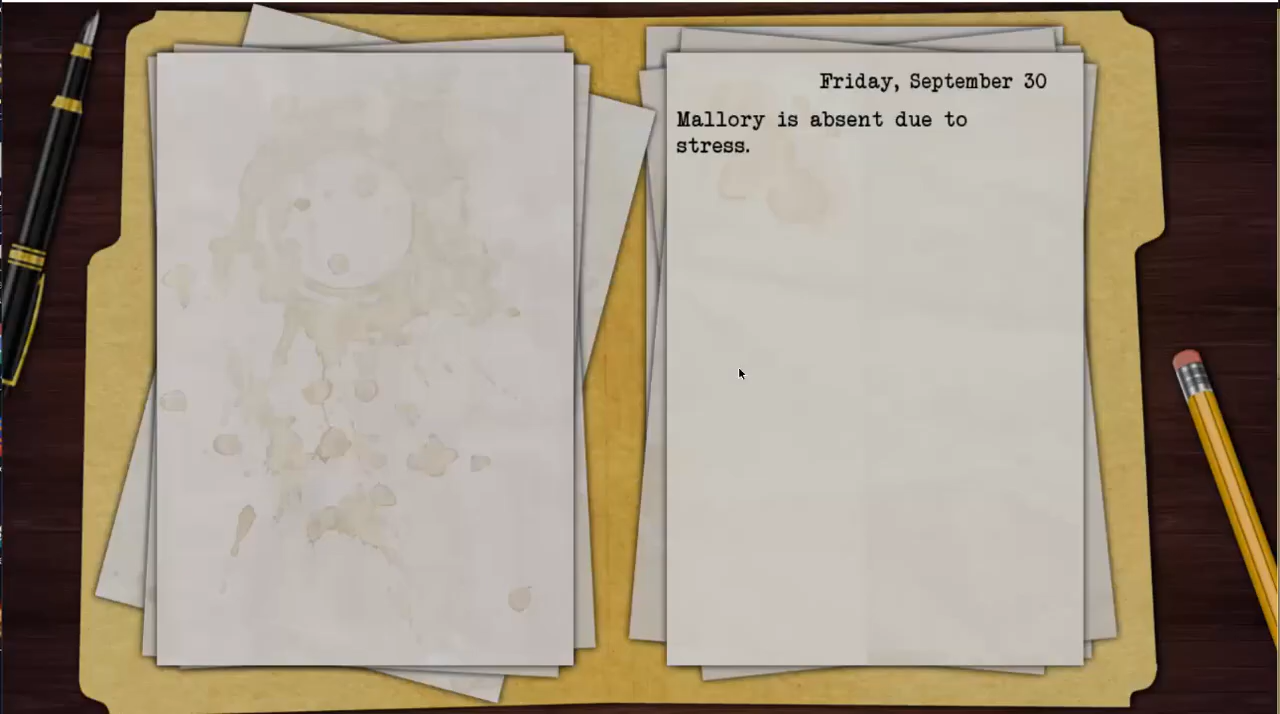 Friday, September 30
Mallory is absent due to
stress.